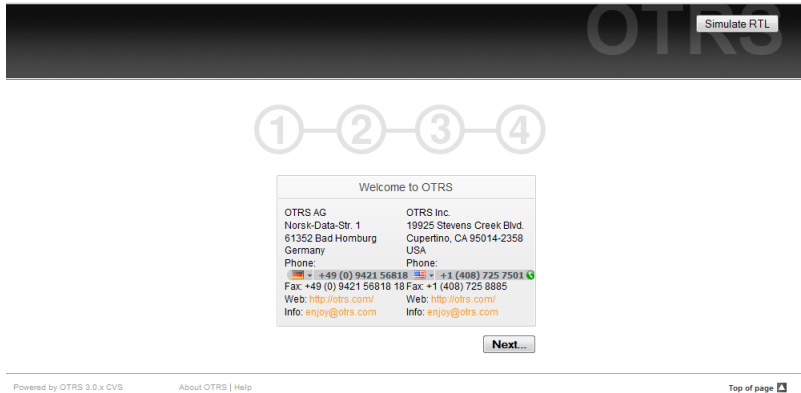 OTRS
Simulate RTL
1 2 3 4
Welcome to OTRS
OTRS AG
Norsk-Data-Str. 1
61352 Bad Homburg
Germany
Phone:
+49 (0) 9421 56818
Fax: +49 (0) 9421 56818 18
Web: http://otrs.com/
Info: enjoy@otrs.com
OTRS Inc.
19925 Stevens Creek Blvd.
Cupertino, CA 95014-2358
USA
Phone:
+1 (408) 725 7501
Fax: +1 (408) 725 8885
Web: http://otrs.com/
Info: enjoy@otrs.com
Next...
Powered by OTRS 3.0.x CVS
About OTRS | Help
Top of page